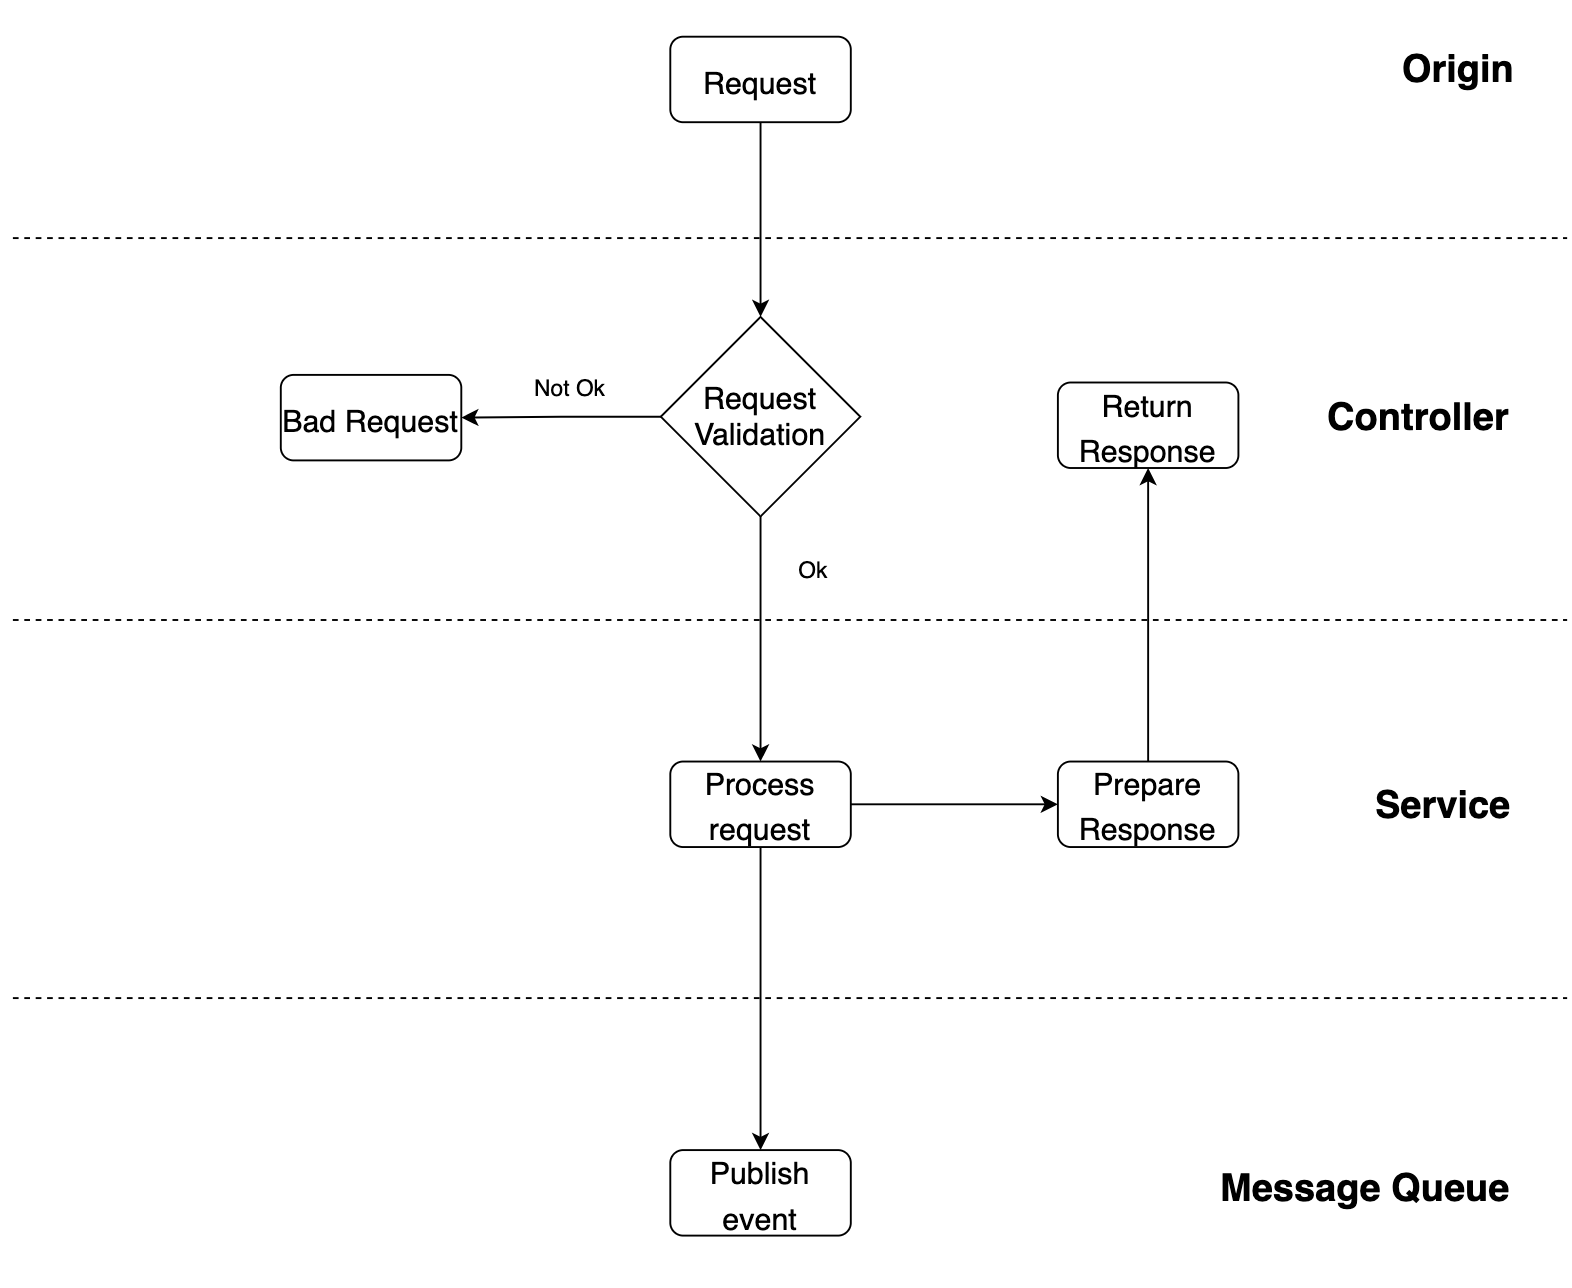 Request
Origin
Not Ok
Bad Request
Request
Validation
Return
Response
Controller
Ok
Process
request
Prepare
Response
Service
Publish
event
Message Queue